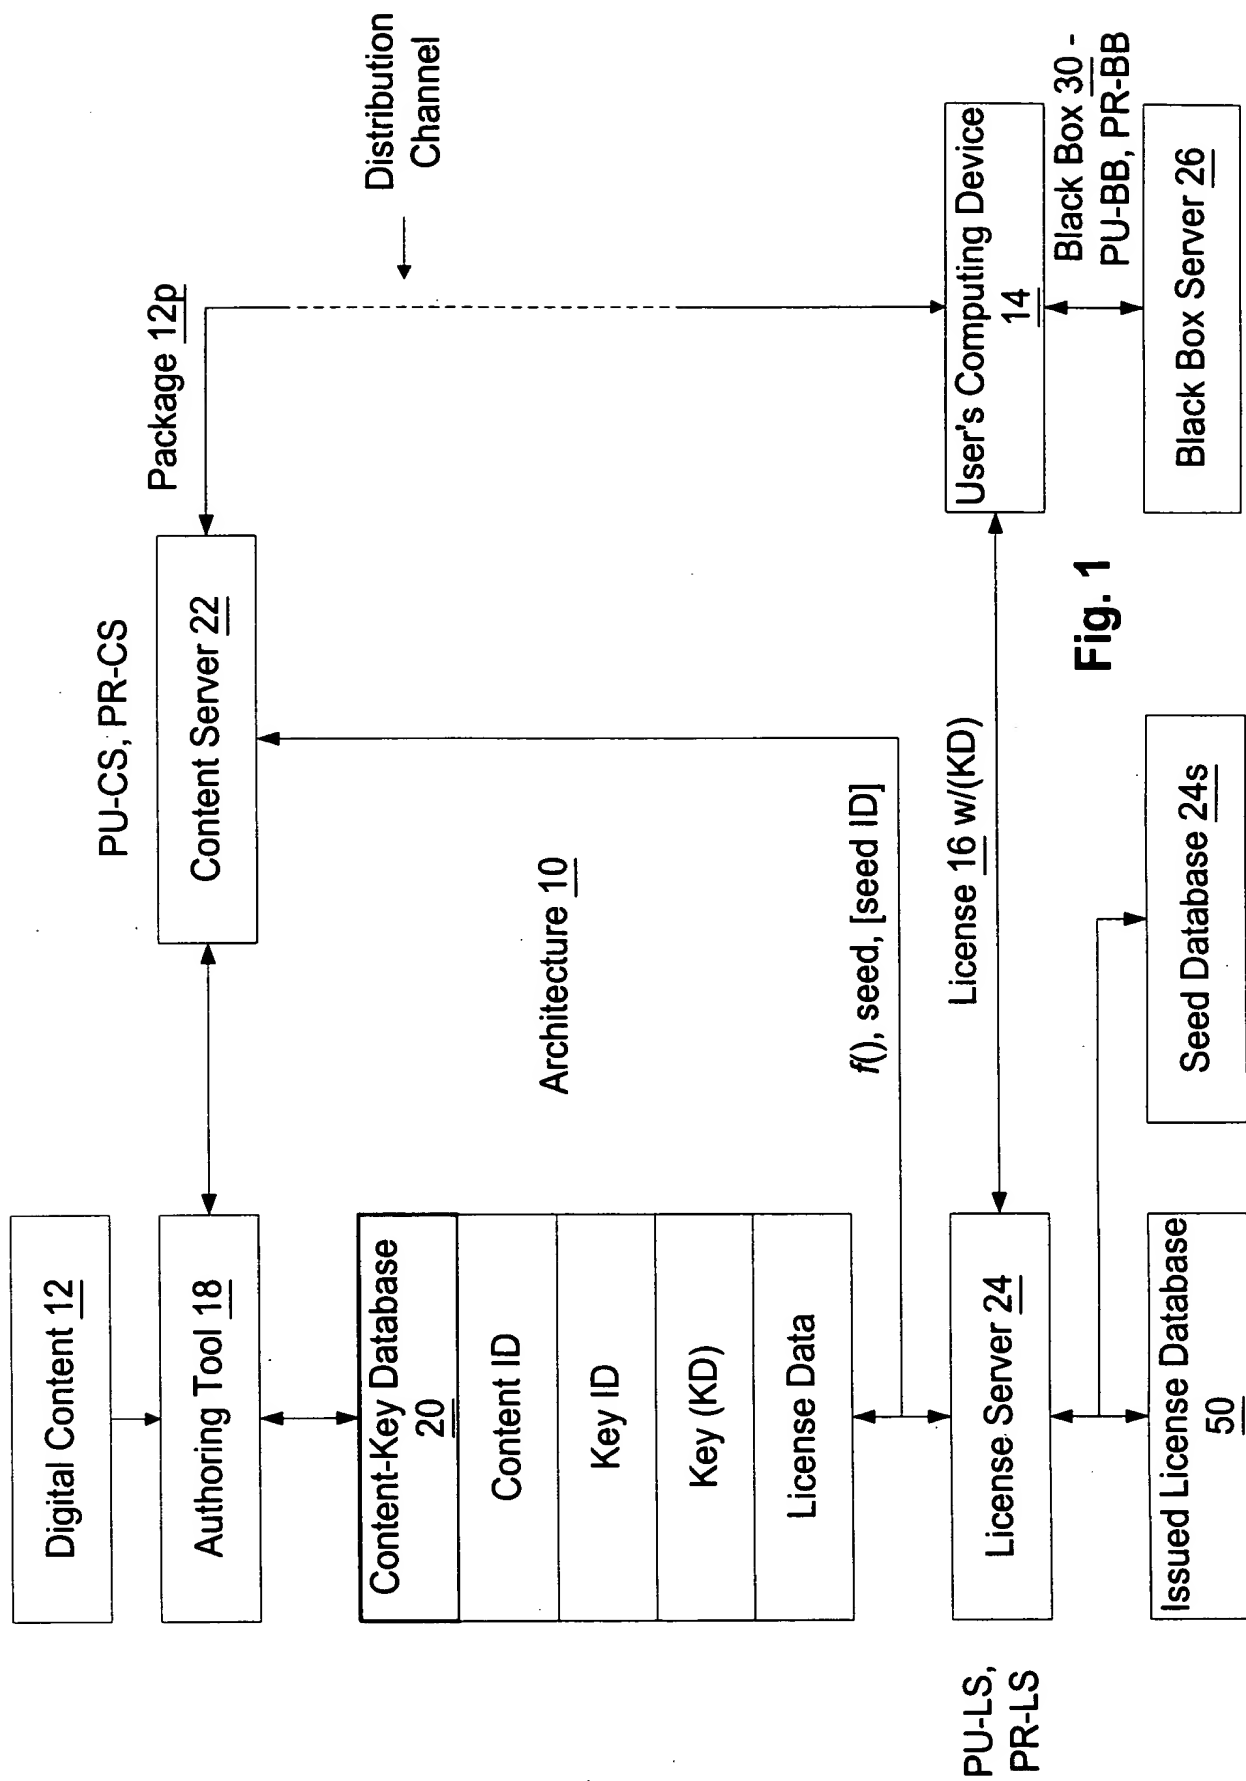 Digital Content 12
Authoring Tool 18
Content-Key Database
20
Content ID
Key ID
Key (KD)
License Data
PU-LS,
PR-LS
License Server 24
Issued License Database
50
Seed Database 24s
PU-CS, PR-CS
Content Server 22
Architecture 10
f(), seed, [seed ID]
License 16 w/(KD)
Package 12p
Distribution
Channel
User's Computing Device
14
Black Box 30 -
PU-BB, PR-BB
Black Box Server 26
Fig. 1